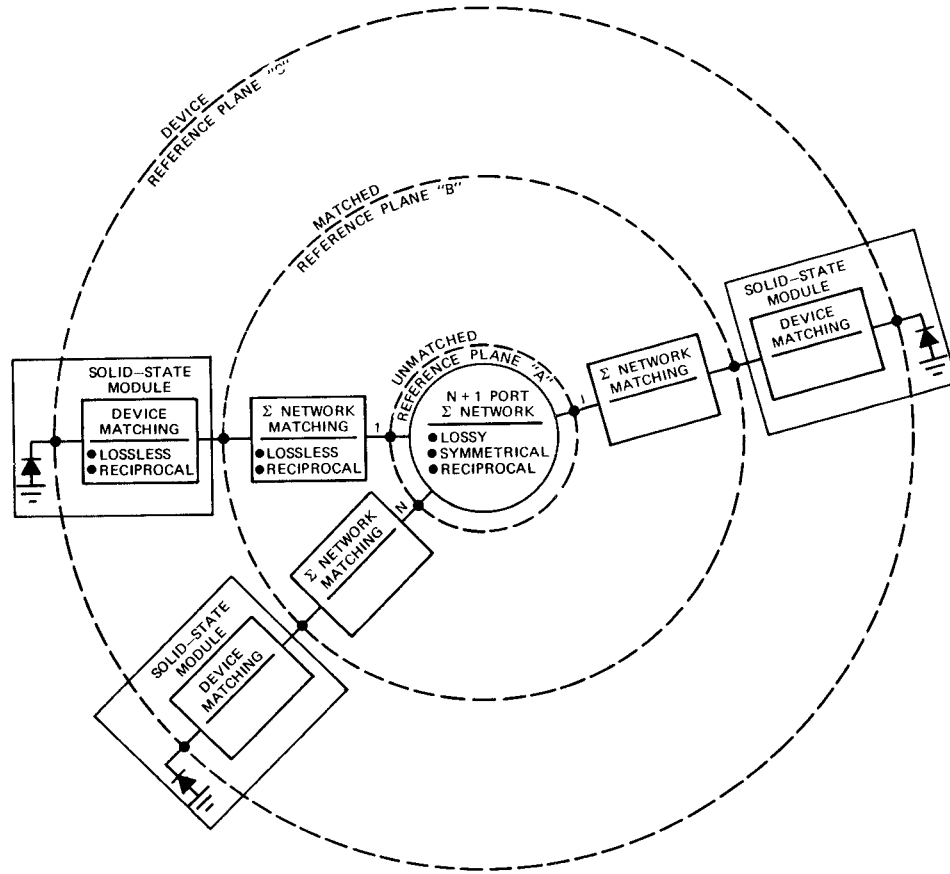 DEVICE
REFERENCE PLANE "C"
MATCHED
REFERENCE PLANE "B"
UNMATCHED
REFERENCE PLANE "A"
N + 1 PORT
Σ NETWORK
● LOSSY
● SYMMETRICAL
● RECIPROCAL
SOLID–STATE
MODULE
DEVICE
MATCHING
● LOSSLESS
● RECIPROCAL
Σ NETWORK
MATCHING
● LOSSLESS
● RECIPROCAL
1
i
Σ NETWORK
MATCHING
SOLID–STATE
MODULE
DEVICE
MATCHING
N
Σ NETWORK
MATCHING
SOLID–STATE
MODULE
DEVICE
MATCHING